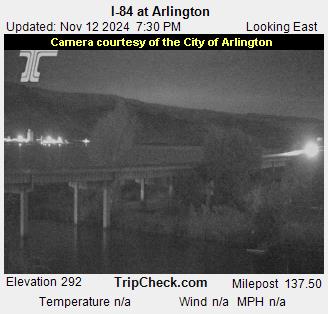 I-84 at Arlington
Updated: Nov 12 2024 7:30 PM Looking East
Camera courtesy of the City of Arlington
Elevation 292 TripCheck.com Milepost 137.50
Temperature n/a Wind n/a MPH n/a